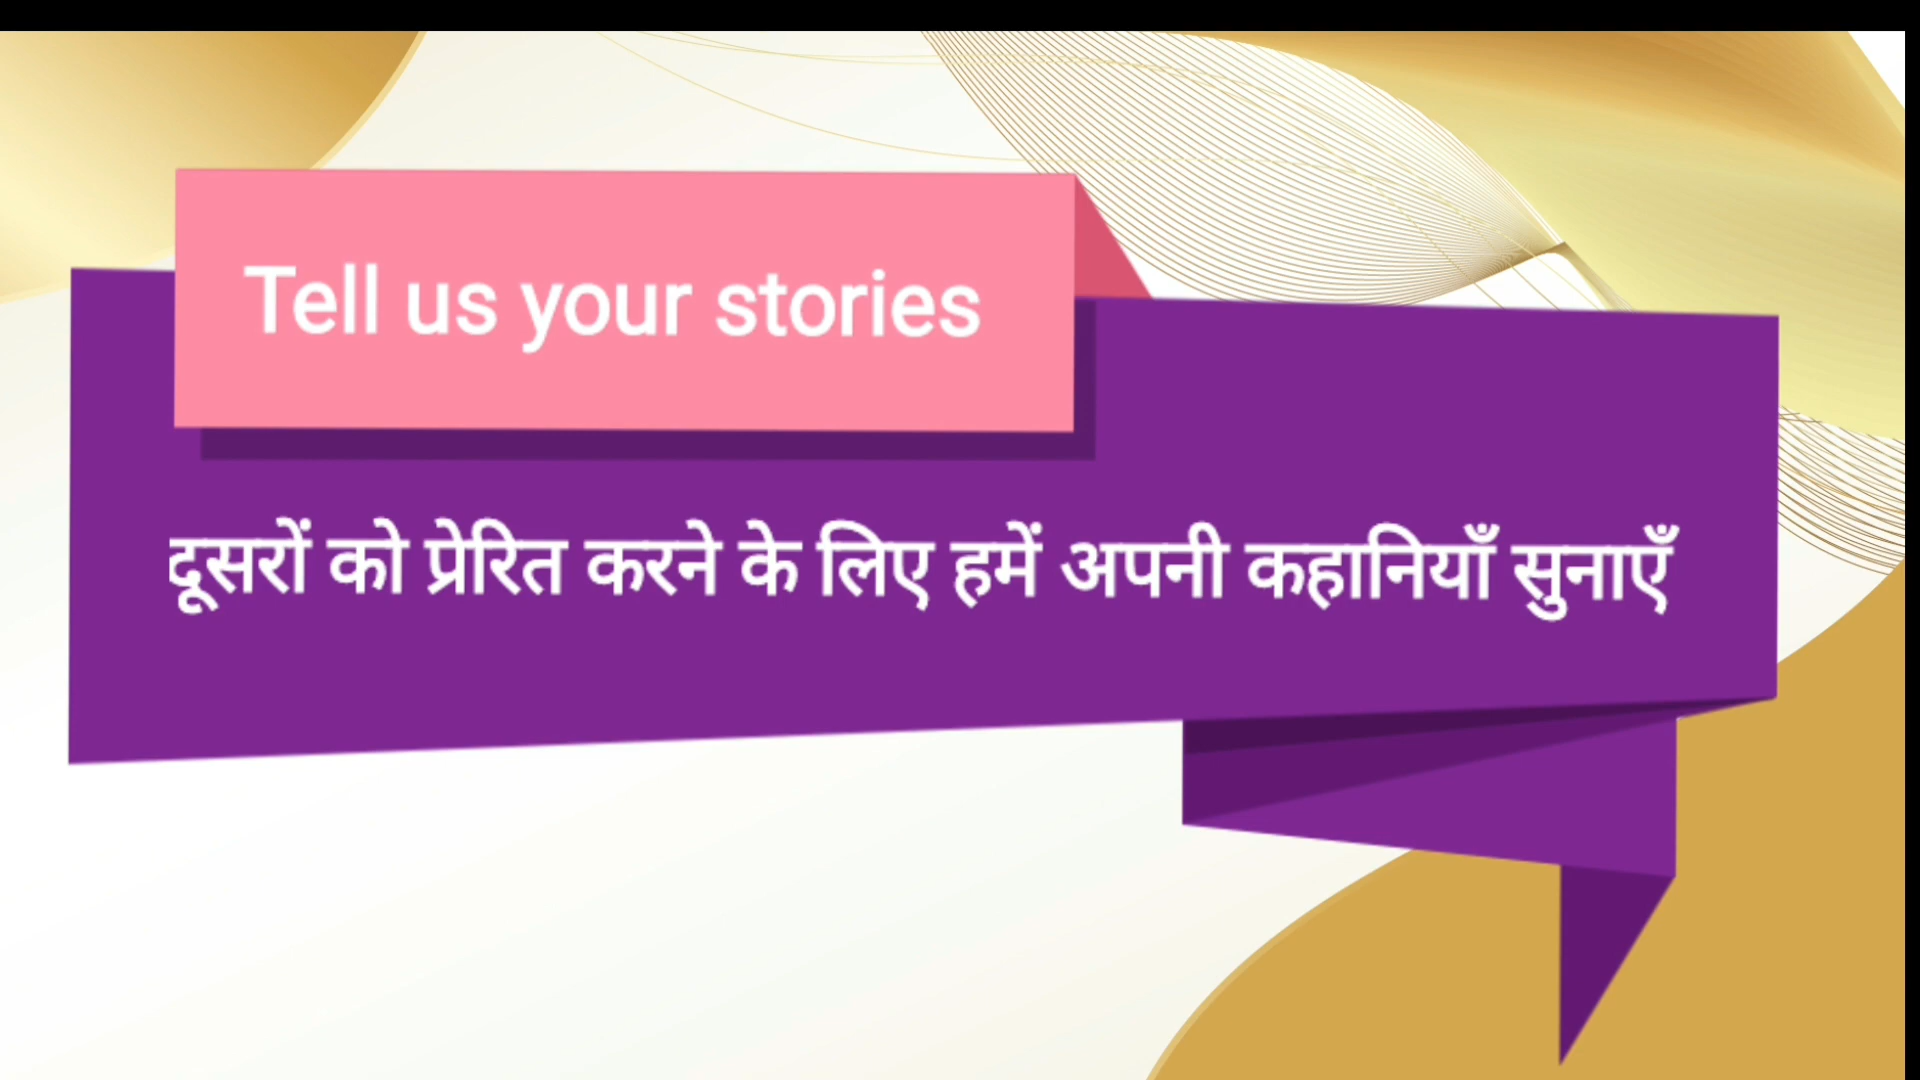 Tell us your stories
दूसरों को प्रेरित करने के लिए हमें अपनी कहानियाँ सुनाएँ